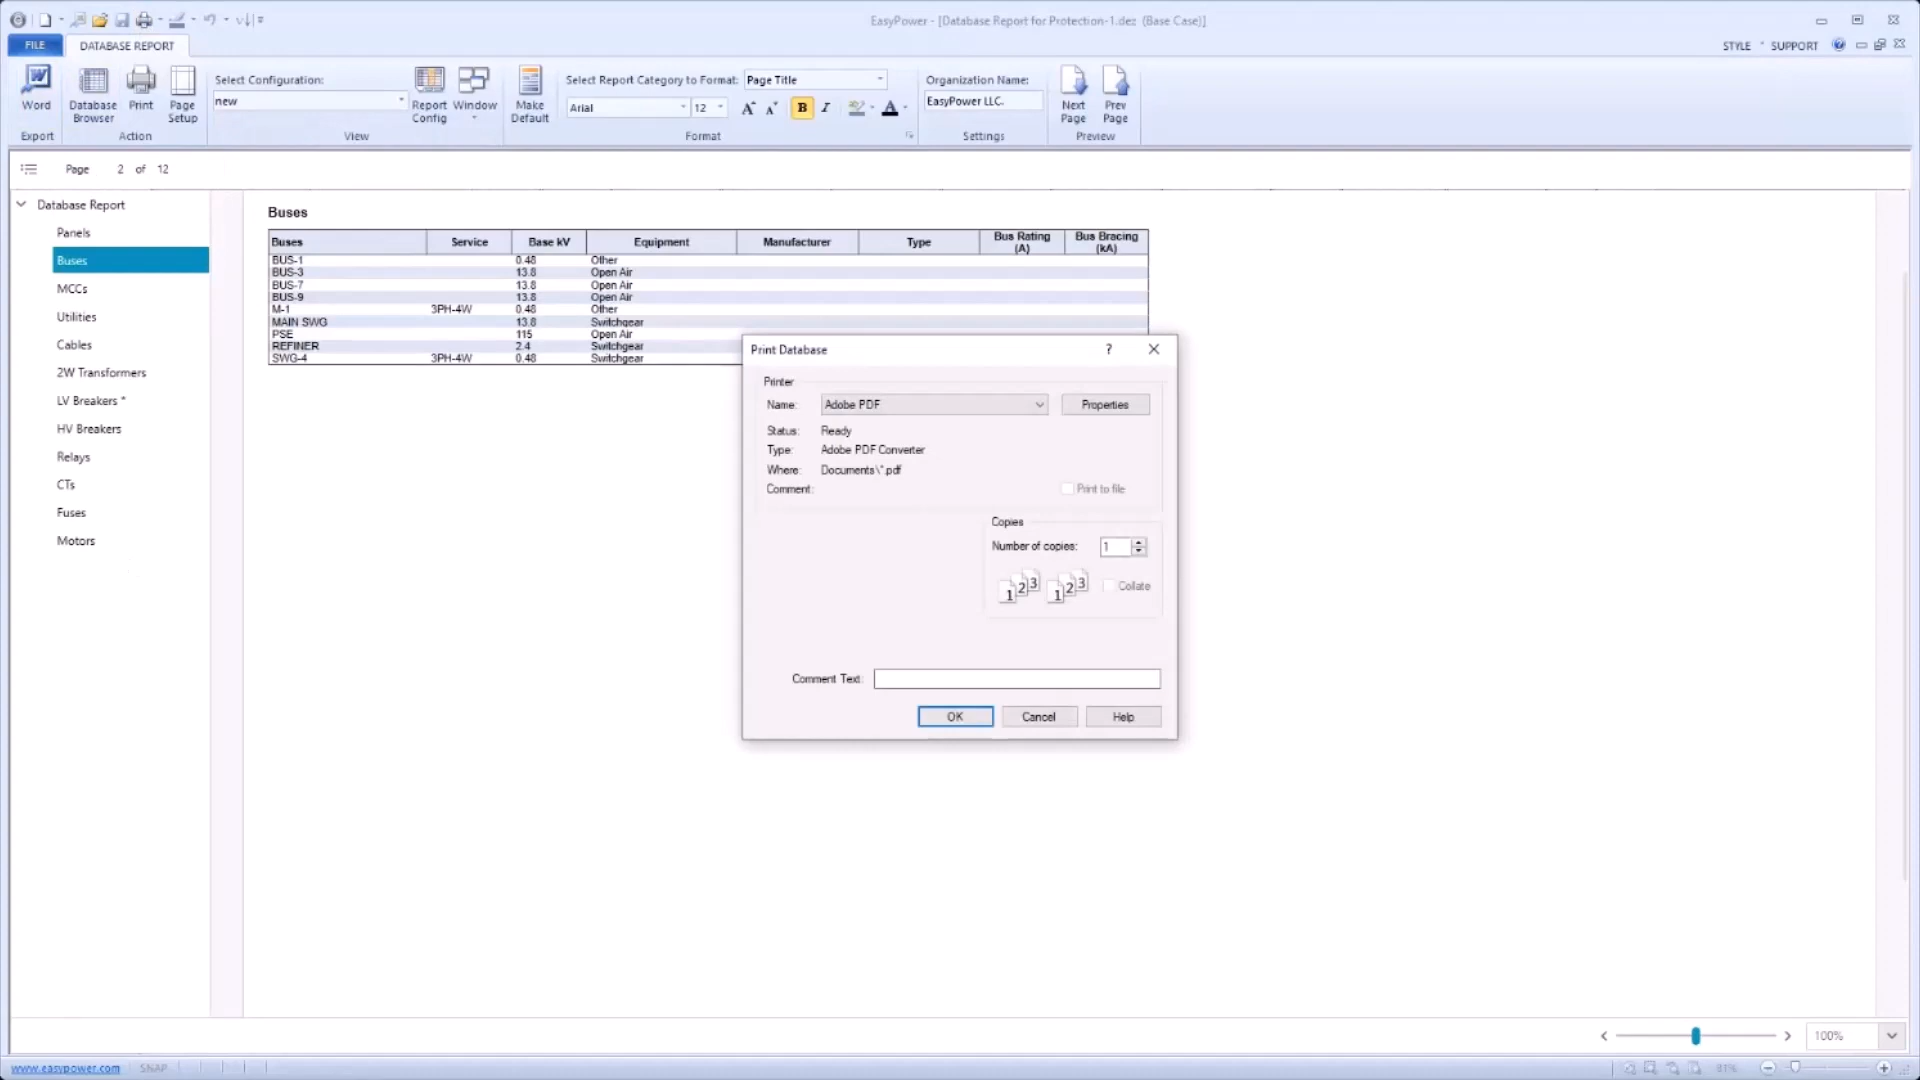 EasyPower - [Database Report for Protection-1.dez (Base Case)]
FILE DATABASE REPORT STYLE SUPPORT
Word Database Browser Print Page Setup
Export Action
Select Configuration:
new
Report Config Window
View
Make Default
Select Report Category to Format: Page Title
Arial 12 B I A
Format
Organization Name:
EasyPower LLC.
Settings
Next Page Prev Page
Preview
Page 2 of 12
Database Report
Panels
Buses
MCCs
Utilities
Cables
2W Transformers
LV Breakers *
HV Breakers
Relays
CTs
Fuses
Motors
Buses
Buses Service Base kV Equipment Manufacturer Type Bus Rating (A) Bus Bracing (kA)
BUS-1 0.48 Other
BUS-3 13.8 Open Air
BUS-7 13.8 Open Air
BUS-9 13.8 Open Air
M-1 3PH-4W 0.48 Other
MAIN SWG 13.8 Switchgear
PSE 115 Open Air
REFINER 2.4 Switchgear
SWG-4 3PH-4W 0.48 Switchgear
Print Database ?
Printer
Name: Adobe PDF Properties
Status: Ready
Type: Adobe PDF Converter
Where: Documents\*.pdf
Comment: Print to file
Copies
Number of copies: 1
1 2 3 1 2 3 Collate
Comment Text:
OK Cancel Help
100%
www.easypower.com SNAP 81%